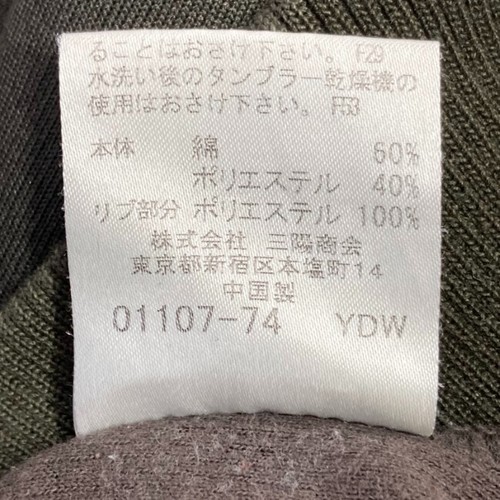 ることはおさけ下さい。 F29
水洗い後のタンブラー乾燥機の
使用はおさけ下さい。 F53
本体 綿 60%
ポリエステル 40%
リブ部分 ポリエステル 100%
株式会社 三陽商会
東京都新宿区本塩町14
中国製
01107-74 YDW